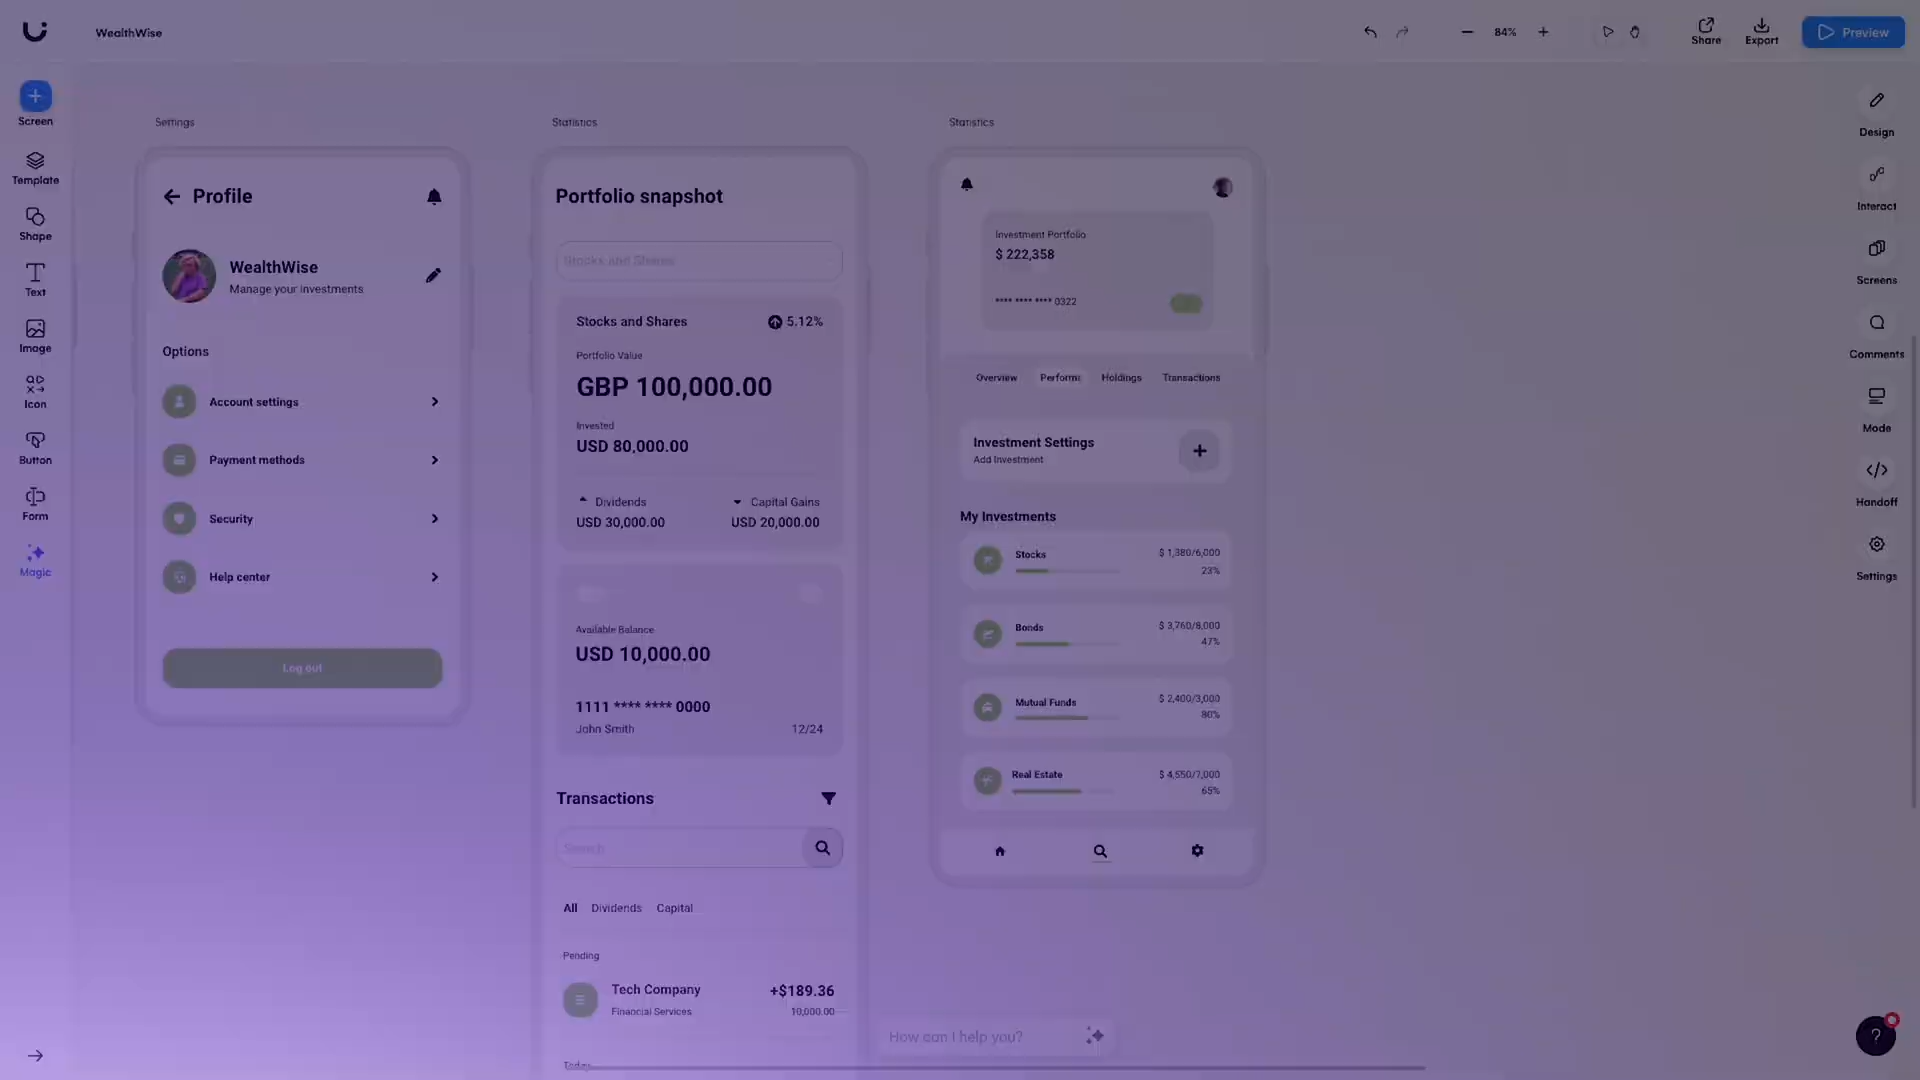 WealthWise
84%
Share
Export
Preview
Screen
Template
Shape
Text
Image
Icon
Button
Form
Magic
Settings
Profile
WealthWise
Manage your investments
Options
Account settings
Payment methods
Security
Help center
Log out
Statistics
Portfolio snapshot
Stocks and Shares
Stocks and Shares
5.12%
Portfolio Value
GBP 100,000.00
Invested
USD 80,000.00
Dividends
Capital Gains
USD 30,000.00
USD 20,000.00
Available Balance
USD 10,000.00
1111 **** **** 0000
John Smith
12/24
Transactions
Search
All Dividends Capital
Pending
Tech Company
+$189.36
Financial Services
10,000.00
Today
Statistics
Investment Portfolio
$ 222,358
**** **** **** 0322
Overview Performs Holdings Transactions
Investment Settings
Add Investment
My Investments
Stocks
$ 1,380/6,000
23%
Bonds
$ 3,760/8,000
47%
Mutual Funds
$ 2,400/3,000
80%
Real Estate
$ 4,550/7,000
65%
How can I help you?
Design
Interact
Screens
Comments
Mode
Handoff
Settings
?